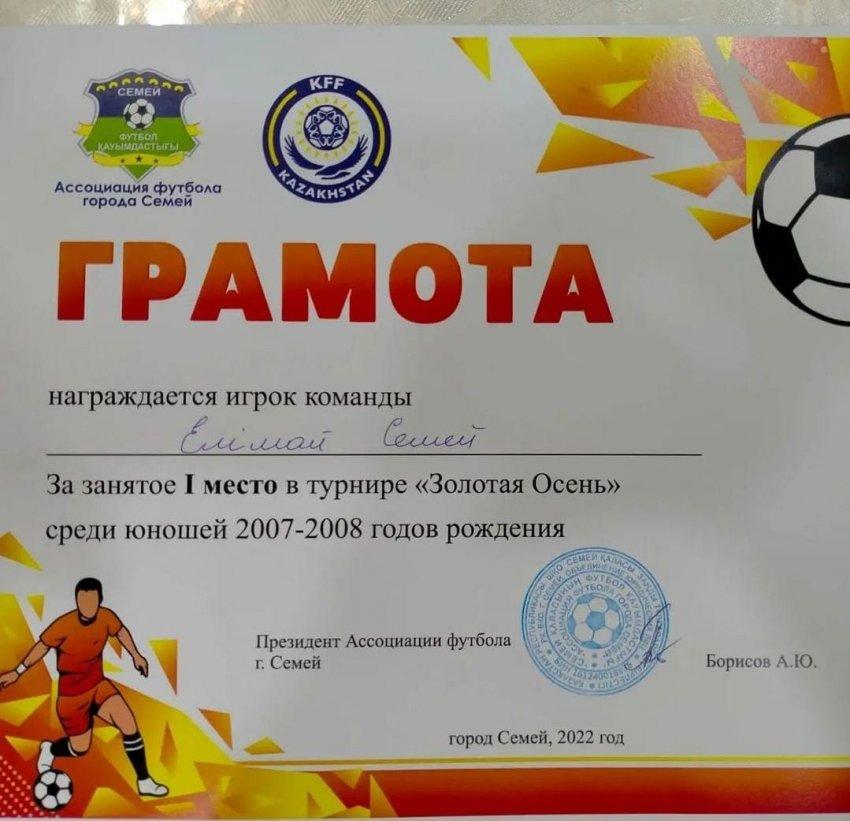 СЕМЕЙ
ФУТБОЛ
ҚАУЫМДАСТЫҒЫ
Ассоциация футбола
города Семей
KFF
KAZAKHSTAN
ГРАМОТА
награждается игрок команды
Елімай Семей
За занятое I место в турнире «Золотая Осень»
среди юношей 2007-2008 годов рождения
Президент Ассоциации футбола
г. Семей
Борисов А.Ю.
город Семей, 2022 год